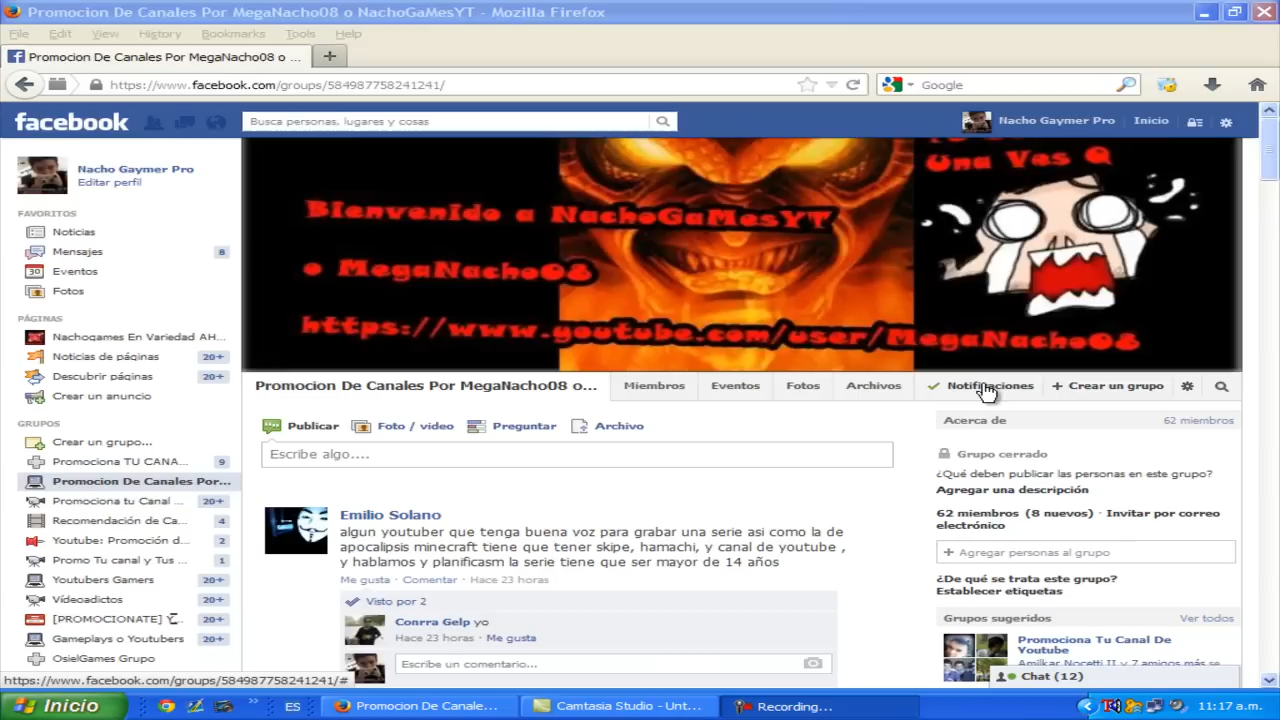 Promocion De Canales Por MegaNacho08 o NachoGaMesYT - Mozilla Firefox
File Edit View History Bookmarks Tools Help
Promocion De Canales Por MegaNacho08 o ...
https://www.facebook.com/groups/584987758241241/
Google
facebook
Busca personas, lugares y cosas
Nacho Gaymer Pro
Inicio
Nacho Gaymer Pro
Editar perfil
FAVORITOS
Noticias
Mensajes 8
30 Eventos
Fotos
PÁGINAS
Nachogames En Variedad AH...
Noticias de páginas 20+
Descubrir páginas 20+
Crear un anuncio
GRUPOS
Crear un grupo...
Promociona TU CANA... 9
Promocion De Canales Por...
Promociona tu Canal ... 20+
Recomendación de Ca... 4
Youtube: Promoción d... 2
Promo Tu canal y Tus ... 1
Youtubers Gamers 20+
Vídeoadictos 20+
[PROMOCIONATE] Y... 20+
Gameplays o Youtubers 20+
OsielGames Grupo
Una Ves Q
Bienvenido a NachoGaMesYT
o MegaNacho08
https://www.youtube.com/user/MegaNacho08
Promocion De Canales Por MegaNacho08 o...
Miembros
Eventos
Fotos
Archivos
Notificaciones
Crear un grupo
Publicar
Foto / video
Preguntar
Archivo
Escribe algo....
Emilio Solano
algun youtuber que tenga buena voz para grabar una serie asi como la de
apocalipsis minecraft tiene que tener skipe, hamachi, y canal de youtube ,
y hablamos y planificasm la serie tiene que ser mayor de 14 años
Me gusta · Comentar · Hace 23 horas
Visto por 2
Conrra Gelp yo
Hace 23 horas · Me gusta
Escribe un comentario...
Acerca de 62 miembros
Grupo cerrado
¿Qué deben publicar las personas en este grupo?
Agregar una descripción
62 miembros (8 nuevos) · Invitar por correo
electrónico
+ Agregar personas al grupo
¿De qué se trata este grupo?
Establecer etiquetas
Grupos sugeridos Ver todos
Promociona Tu Canal De
Youtube
Amilkar Nocetti II y 7 amigos más se
Chat (12)
https://www.facebook.com/groups/584987758241241/#
Inicio
ES
Promocion De Canale...
Camtasia Studio - Unt...
Recording...
11:17 a.m.